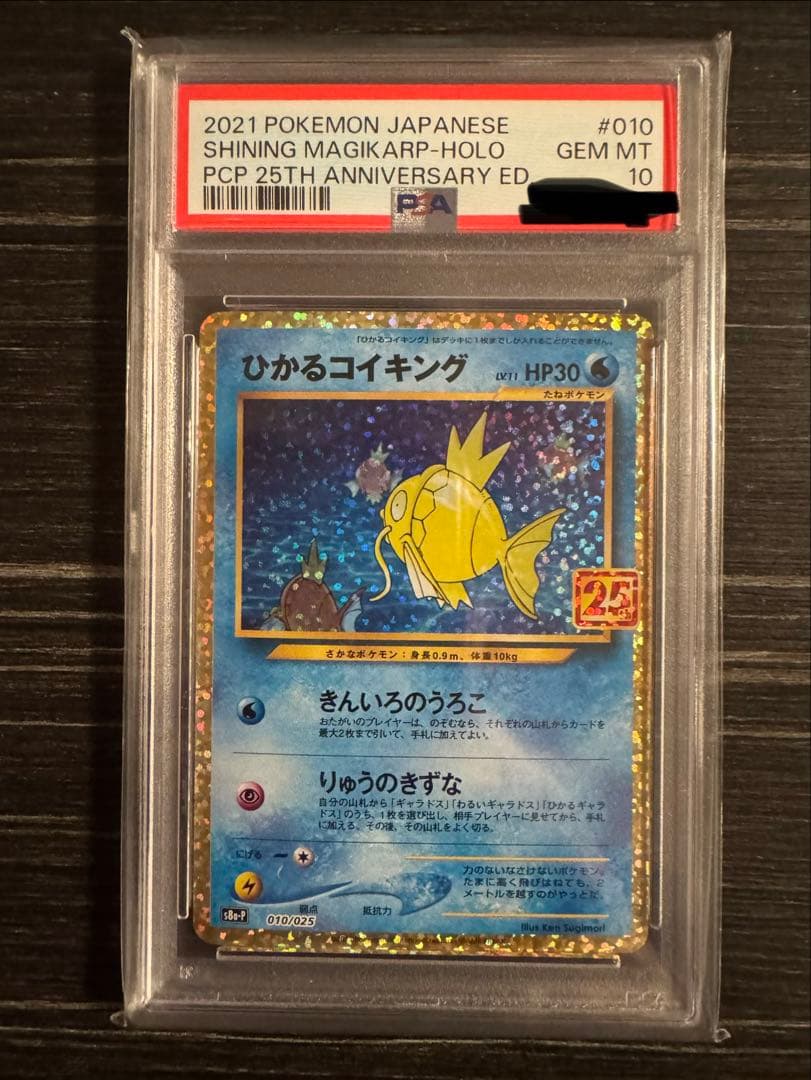 2021 POKEMON JAPANESE #010
SHINING MAGIKARP-HOLO GEM MT
PCP 25TH ANNIVERSARY ED 10
PSA
「ひかるコイキング」はデッキに1枚までしか入れることができません。
ひかるコイキング LV.11 HP30
たねポケモン
25th
さかなポケモン:身長0.9m、体重10kg
きんいろのうろこ
おたがいのプレイヤーは、のぞむなら、それぞれの山札からカードを
最大2枚まで引いて、手札に加えてよい。
りゅうのきずな
自分の山札から「ギャラドス」「わるいギャラドス」「ひかるギャラ
ドス」のうち、1枚を選び出し、相手プレイヤーに見せてから、手札
に加える。その後、その山札をよく切る。
にげる
力のないなさけないポケモン。
たまに高く飛びはねても、2
メートルを越すのがやっとだ。
弱点 抵抗力
s8a-P 010/025
Illus Ken Sugimori